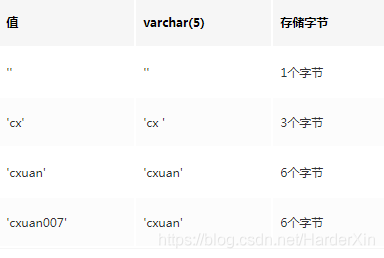 值 varchar(5) 存储字节
'' '' 1个字节
'cx' 'cx ' 3个字节
'cxuan' 'cxuan' 6个字节
'cxuan007' 'cxuan' 6个字节
https://blog.csdn.net/HarderXin